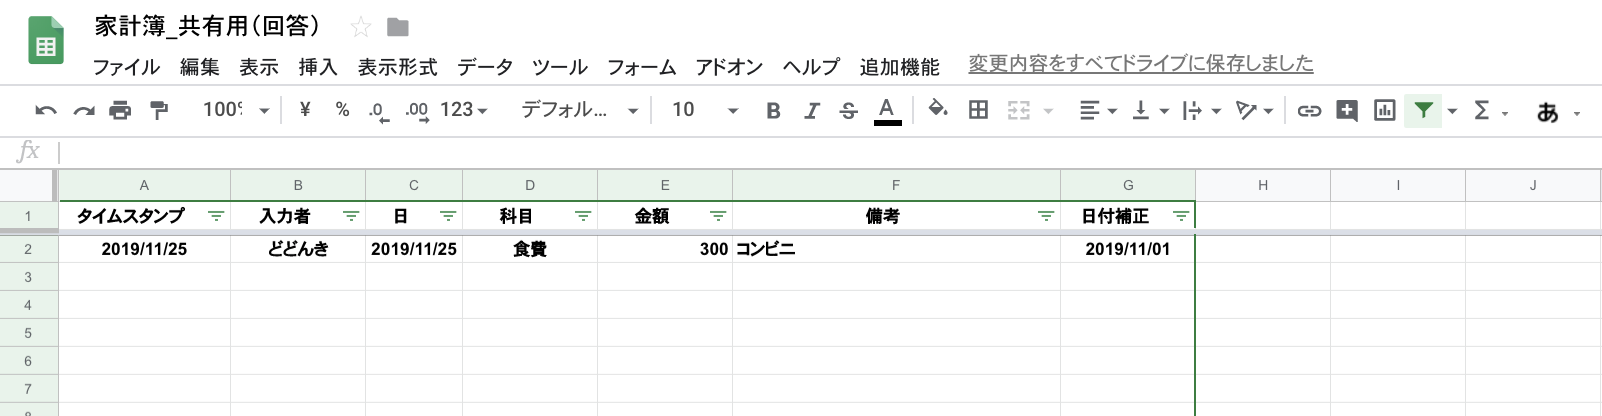 家計簿_共有用(回答)
ファイル 編集 表示 挿入 表示形式 データ ツール フォーム アドオン ヘルプ 追加機能 変更内容をすべてドライブに保存しました
100% ¥ % .0 .00 123 デフォル... 10 B I S A Σ あ
fx
A B C D E F G H I J
1 タイムスタンプ 入力者 日 科目 金額 備考 日付補正
2 2019/11/25 どどんき 2019/11/25 食費 300 コンビニ 2019/11/01
3
4
5
6
7